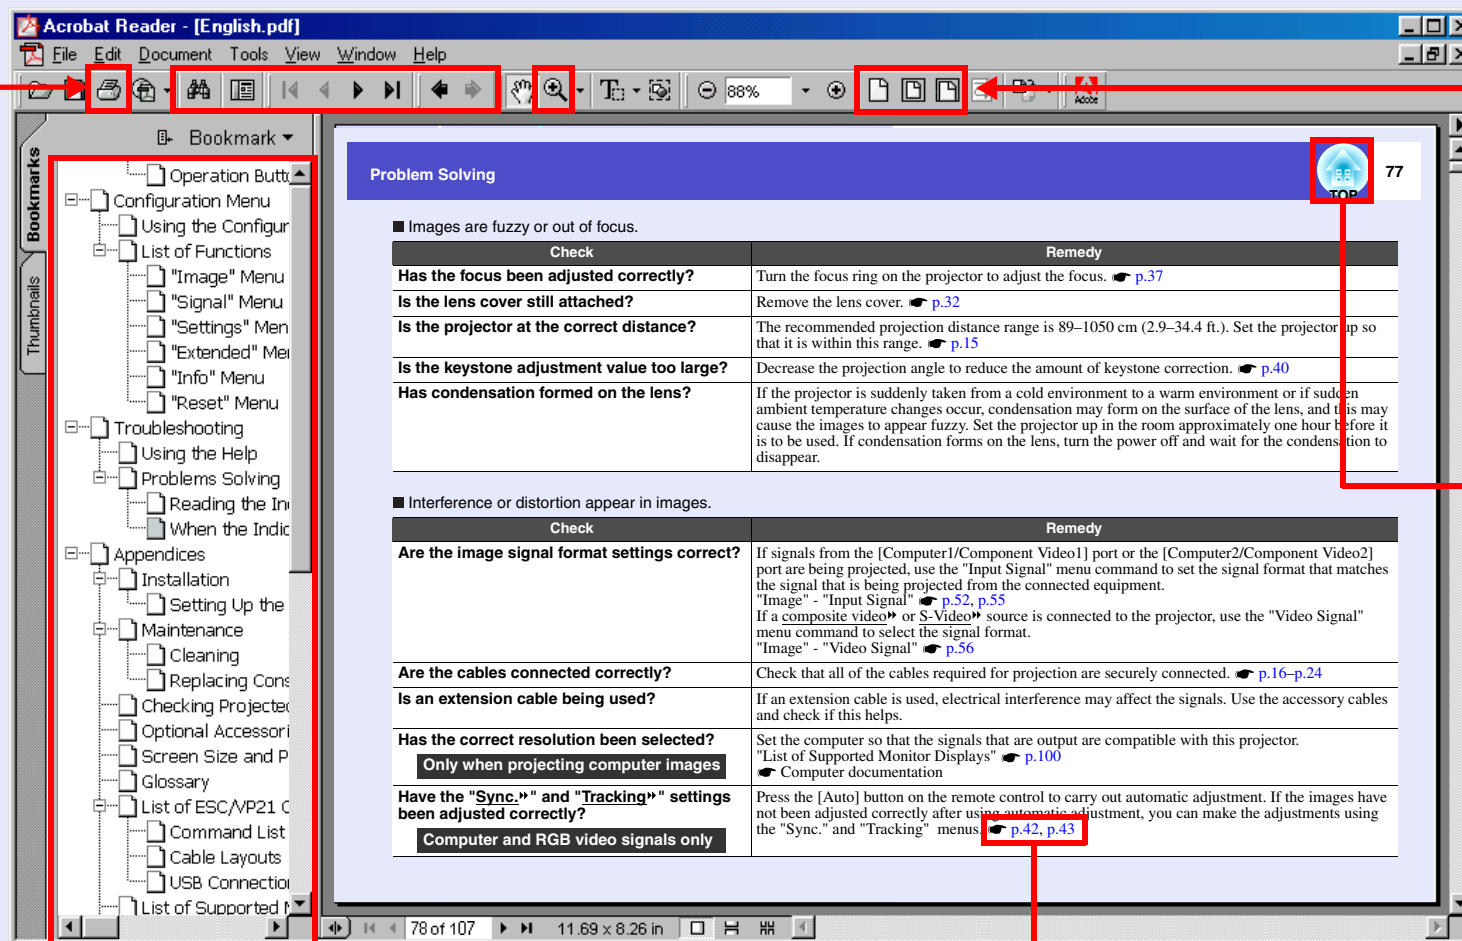 Acrobat Reader - [English.pdf]
File Edit Document Tools View Window Help
88%
Adobe
Bookmarks
Thumbnails
Bookmark
Operation Butt
Configuration Menu
Using the Configur
List of Functions
"Image" Menu
"Signal" Menu
"Settings" Men
"Extended" Me
"Info" Menu
"Reset" Menu
Troubleshooting
Using the Help
Problems Solving
Reading the In
When the Indic
Appendices
Installation
Setting Up the
Maintenance
Cleaning
Replacing Cons
Checking Projected
Optional Accessori
Screen Size and P
Glossary
List of ESC/VP21 C
Command List
Cable Layouts
USB Connection
List of Supported M
Problem Solving
TOP
77
■ Images are fuzzy or out of focus.
Check Remedy
Has the focus been adjusted correctly? Turn the focus ring on the projector to adjust the focus. ☛ p.37
Is the lens cover still attached? Remove the lens cover. ☛ p.32
Is the projector at the correct distance? The recommended projection distance range is 89–1050 cm (2.9–34.4 ft.). Set the projector up so
that it is within this range. ☛ p.15
Is the keystone adjustment value too large? Decrease the projection angle to reduce the amount of keystone correction. ☛ p.40
Has condensation formed on the lens? If the projector is suddenly taken from a cold environment to a warm environment or if sudden
ambient temperature changes occur, condensation may form on the surface of the lens, and this may
cause the images to appear fuzzy. Set the projector up in the room approximately one hour before it
is to be used. If condensation forms on the lens, turn the power off and wait for the condensation to
disappear.
■ Interference or distortion appear in images.
Check Remedy
Are the image signal format settings correct? If signals from the [Computer1/Component Video1] port or the [Computer2/Component Video2]
port are being projected, use the "Input Signal" menu command to set the signal format that matches
the signal that is being projected from the connected equipment.
"Image" - "Input Signal" ☛ p.52, p.55
If a composite video or S-Video source is connected to the projector, use the "Video Signal"
menu command to select the signal format.
"Image" - "Video Signal" ☛ p.56
Are the cables connected correctly? Check that all of the cables required for projection are securely connected. ☛ p.16–p.24
Is an extension cable being used? If an extension cable is used, electrical interference may affect the signals. Use the accessory cables
and check if this helps.
Has the correct resolution been selected? Set the computer so that the signals that are output are compatible with this projector.
Only when projecting computer images "List of Supported Monitor Displays" ☛ p.100
☛ Computer documentation
Have the "Sync." and "Tracking" settings Press the [Auto] button on the remote control to carry out automatic adjustment. If the images have
been adjusted correctly? not been adjusted correctly after using automatic adjustment, you can make the adjustments using
Computer and RGB video signals only the "Sync." and "Tracking" menus. ☛ p.42, p.43
78 of 107 11.69 x 8.26 in